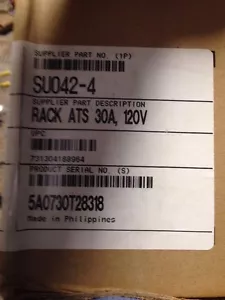 SUPPLIER PART NO (1P)
SU042-4
SUPPLIER PART DESCRIPTION
RACK ATS 30A, 120V
UPC:
731304180964
PRODUCT SERIAL NO. (S)
5A0730T28318
Made in Philippines